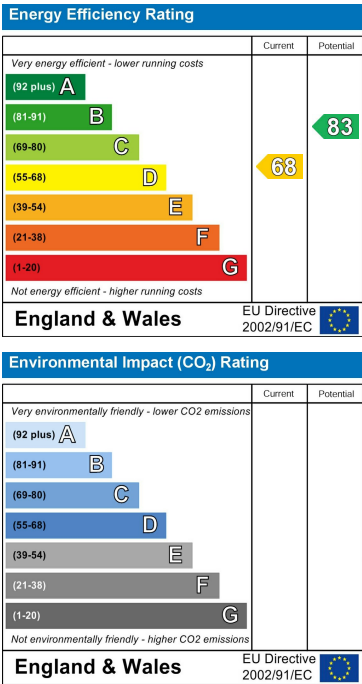 Energy Efficiency Rating
Current Potential
Very energy efficient - lower running costs
(92 plus) A
(81-91) B
(69-80) C
(55-68) D
(39-54) E
(21-38) F
(1-20) G
68
83
Not energy efficient - higher running costs
England & Wales
EU Directive
2002/91/EC
Environmental Impact (CO₂) Rating
Current Potential
Very environmentally friendly - lower CO2 emissions
(92 plus) A
(81-91) B
(69-80) C
(55-68) D
(39-54) E
(21-38) F
(1-20) G
Not environmentally friendly - higher CO2 emissions
England & Wales
EU Directive
2002/91/EC